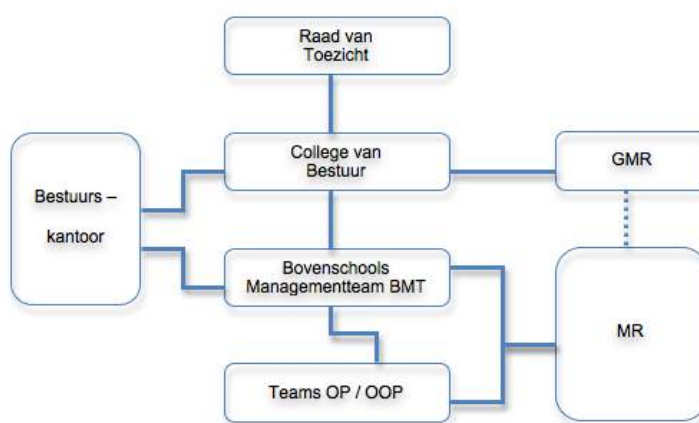 Raad van
Toezicht
College van
Bestuur
GMR
Bestuurs –
kantoor
Bovenschools
Managementteam BMT
MR
Teams OP / OOP